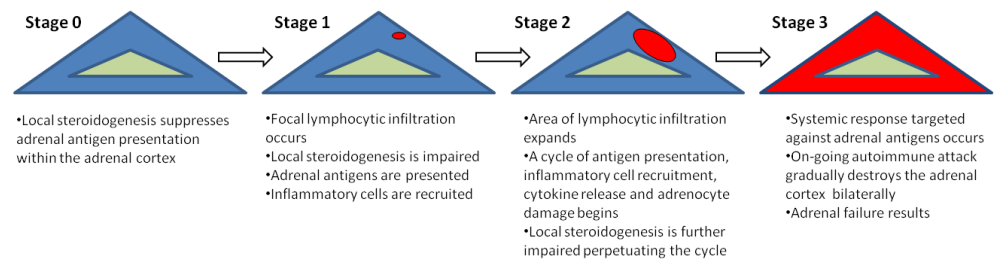 Stage 0
•Local steroidogenesis suppresses
adrenal antigen presentation
within the adrenal cortex
Stage 1
•Focal lymphocytic infiltration
occurs
•Local steroidogenesis is impaired
•Adrenal antigens are presented
•Inflammatory cells are recruited
Stage 2
•Area of lymphocytic infiltration
expands
•A cycle of antigen presentation,
inflammatory cell recruitment,
cytokine release and adrenocyte
damage begins
•Local steroidogenesis is further
impaired perpetuating the cycle
Stage 3
•Systemic response targeted
against adrenal antigens occurs
•On-going autoimmune attack
gradually destroys the adrenal
cortex bilaterally
•Adrenal failure results